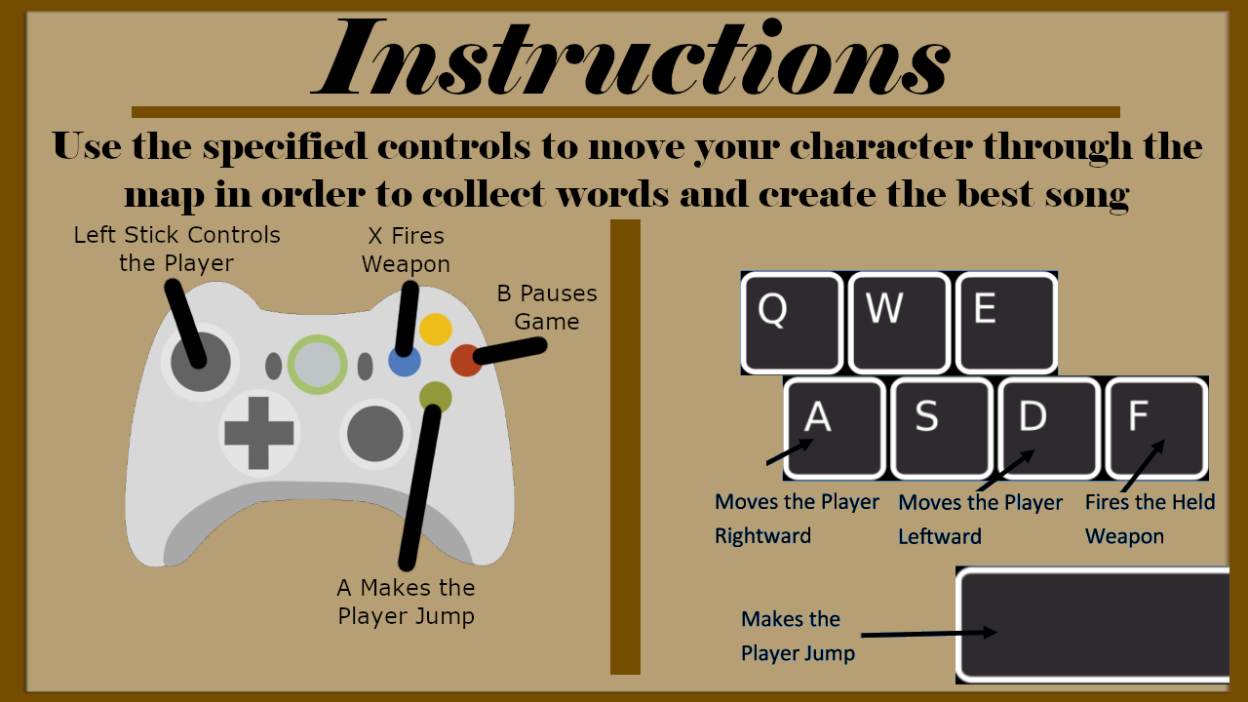 Instructions
Use the specified controls to move your character through the
map in order to collect words and create the best song
Left Stick Controls
the Player
X Fires
Weapon
B Pauses
Game
A Makes the
Player Jump
Q W E
A S D F
Moves the Player
Rightward
Moves the Player
Leftward
Fires the Held
Weapon
Makes the
Player Jump